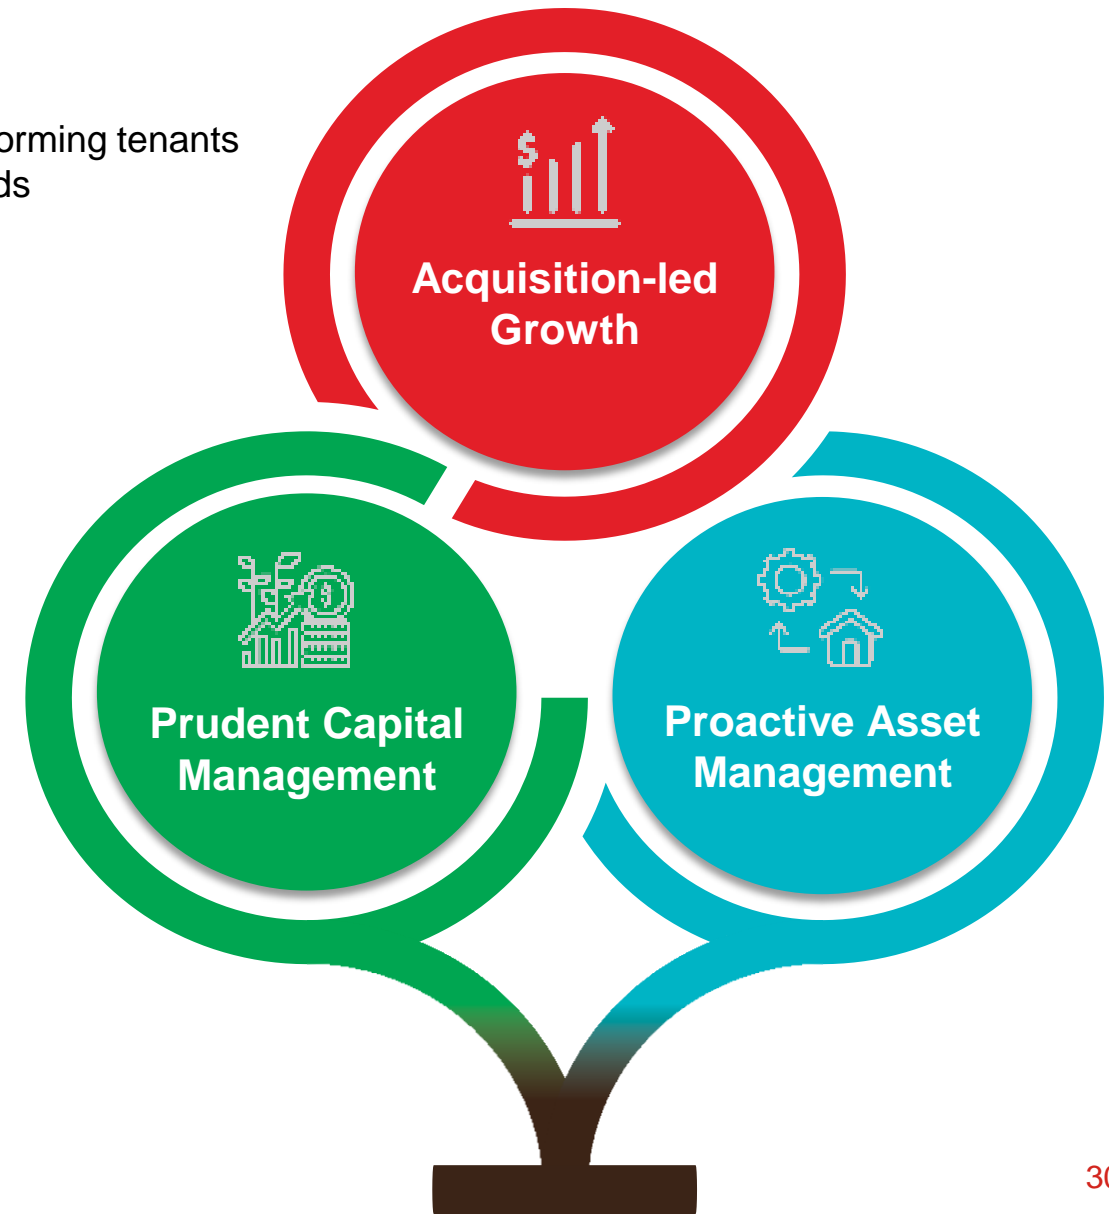 orming tenants
ds
Acquisition-led
Growth
Prudent Capital
Management
Proactive Asset
Management
30